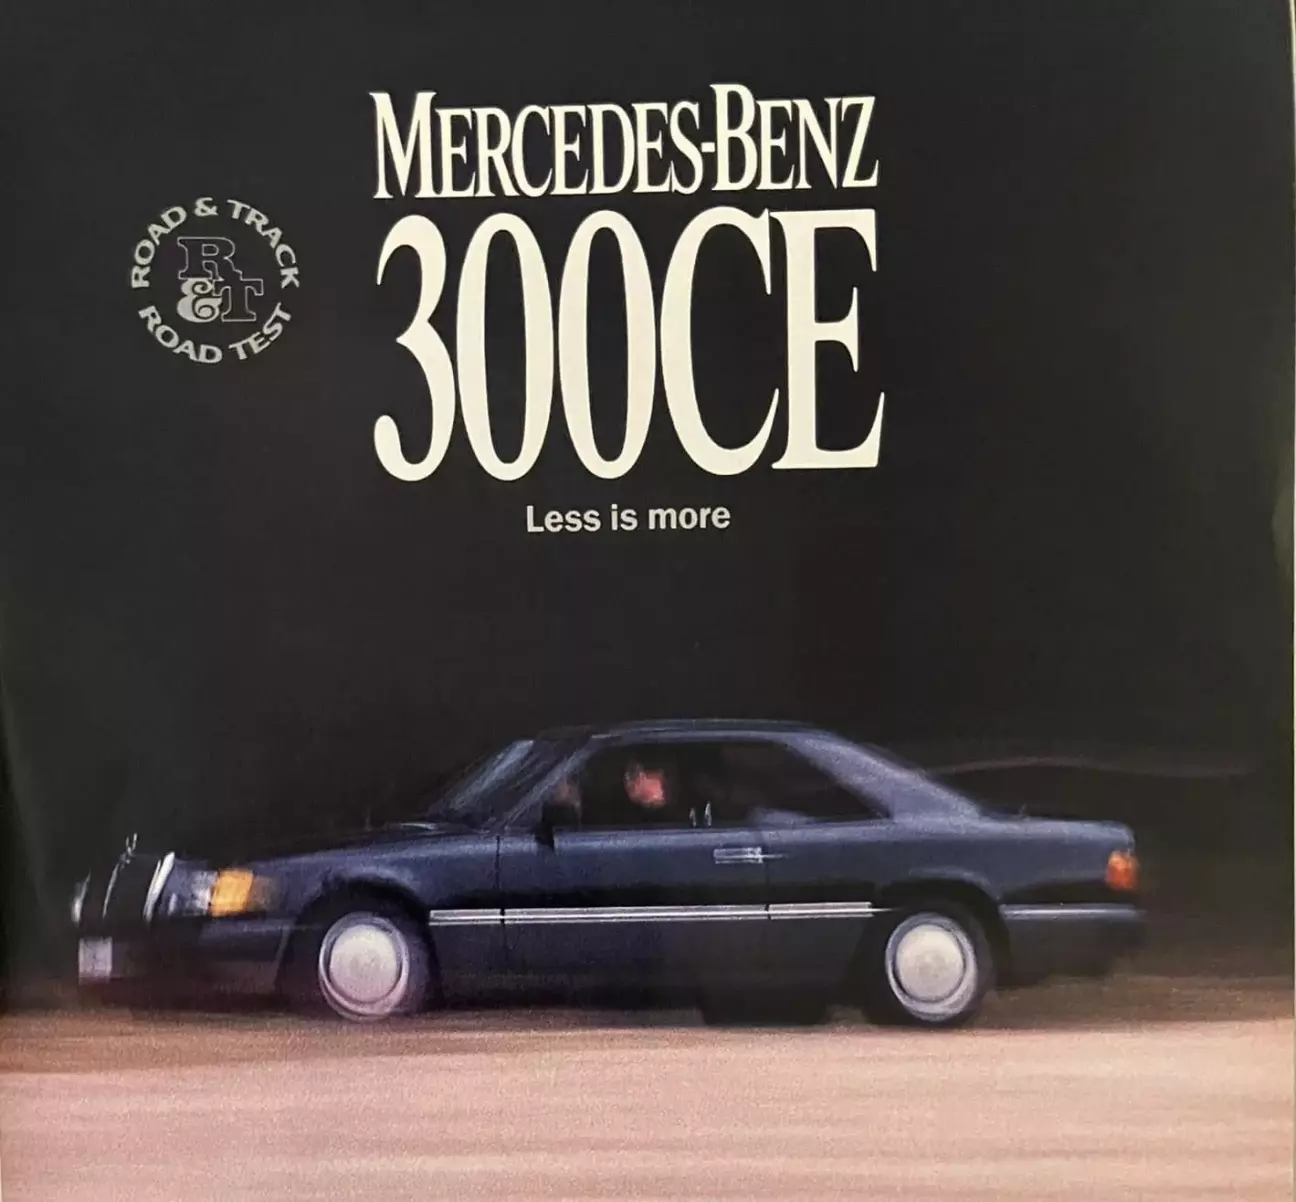 MERCEDES-BENZ
300CE
ROAD & TRACK
R&T
ROAD TEST
Less is more